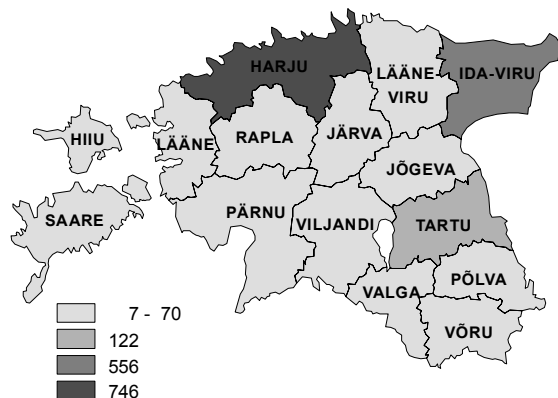 HARJU
LÄÄNE-
VIRU
IDA-VIRU
HIIU
LÄÄNE
RAPLA
JÄRVA
JÕGEVA
SAARE
PÄRNU
VILJANDI
TARTU
VALGA
PÕLVA
VÕRU
7 - 70
122
556
746